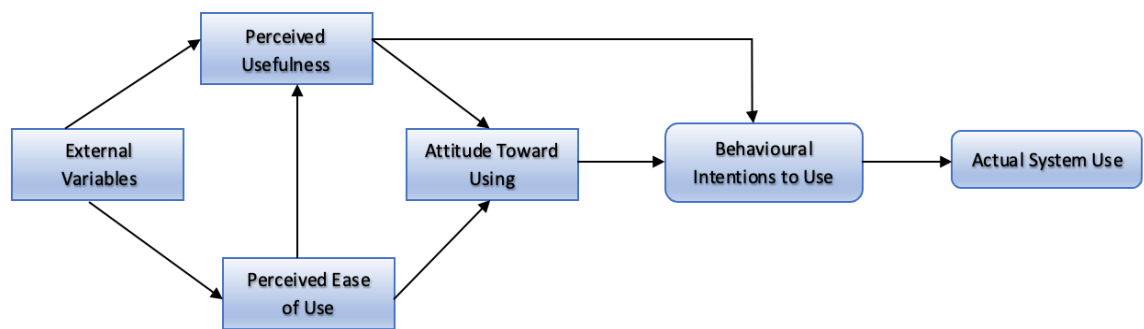 Perceived
Usefulness
External
Variables
Attitude Toward
Using
Behavioural
Intentions to Use
Actual System Use
Perceived Ease
of Use